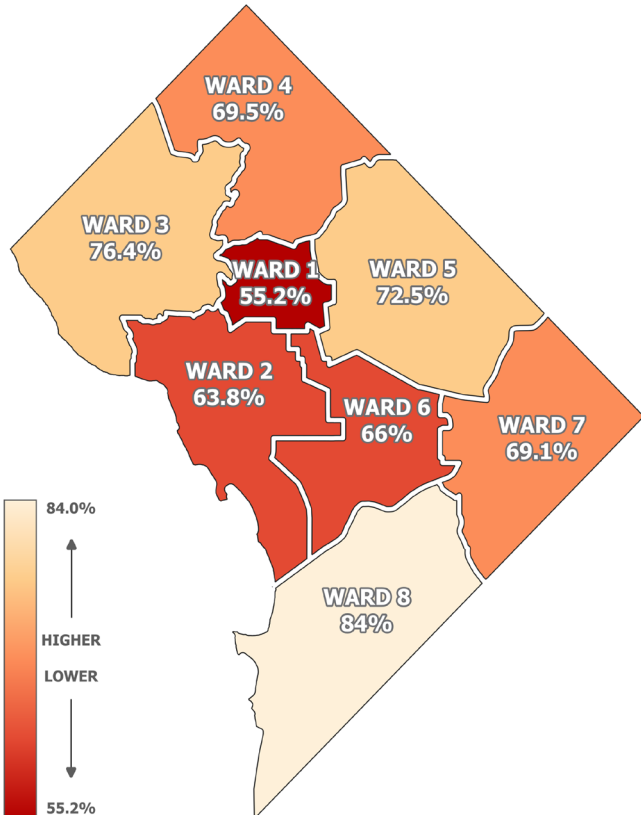 WARD 4
69.5%
WARD 3
76.4%
WARD 1
55.2%
WARD 5
72.5%
WARD 2
63.8%
WARD 6
66%
WARD 7
69.1%
WARD 8
84%
84.0%
HIGHER
LOWER
55.2%